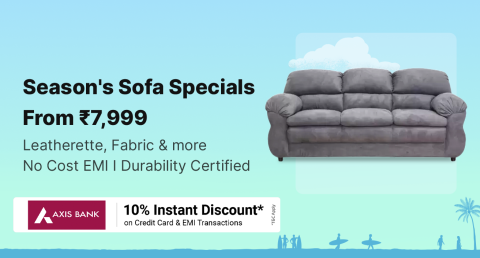 Season's Sofa Specials
From ₹7,999
Leatherette, Fabric & more
No Cost EMI I Durability Certified
AXIS BANK
10% Instant Discount*
on Credit Card & EMI Transactions
*T&C Apply